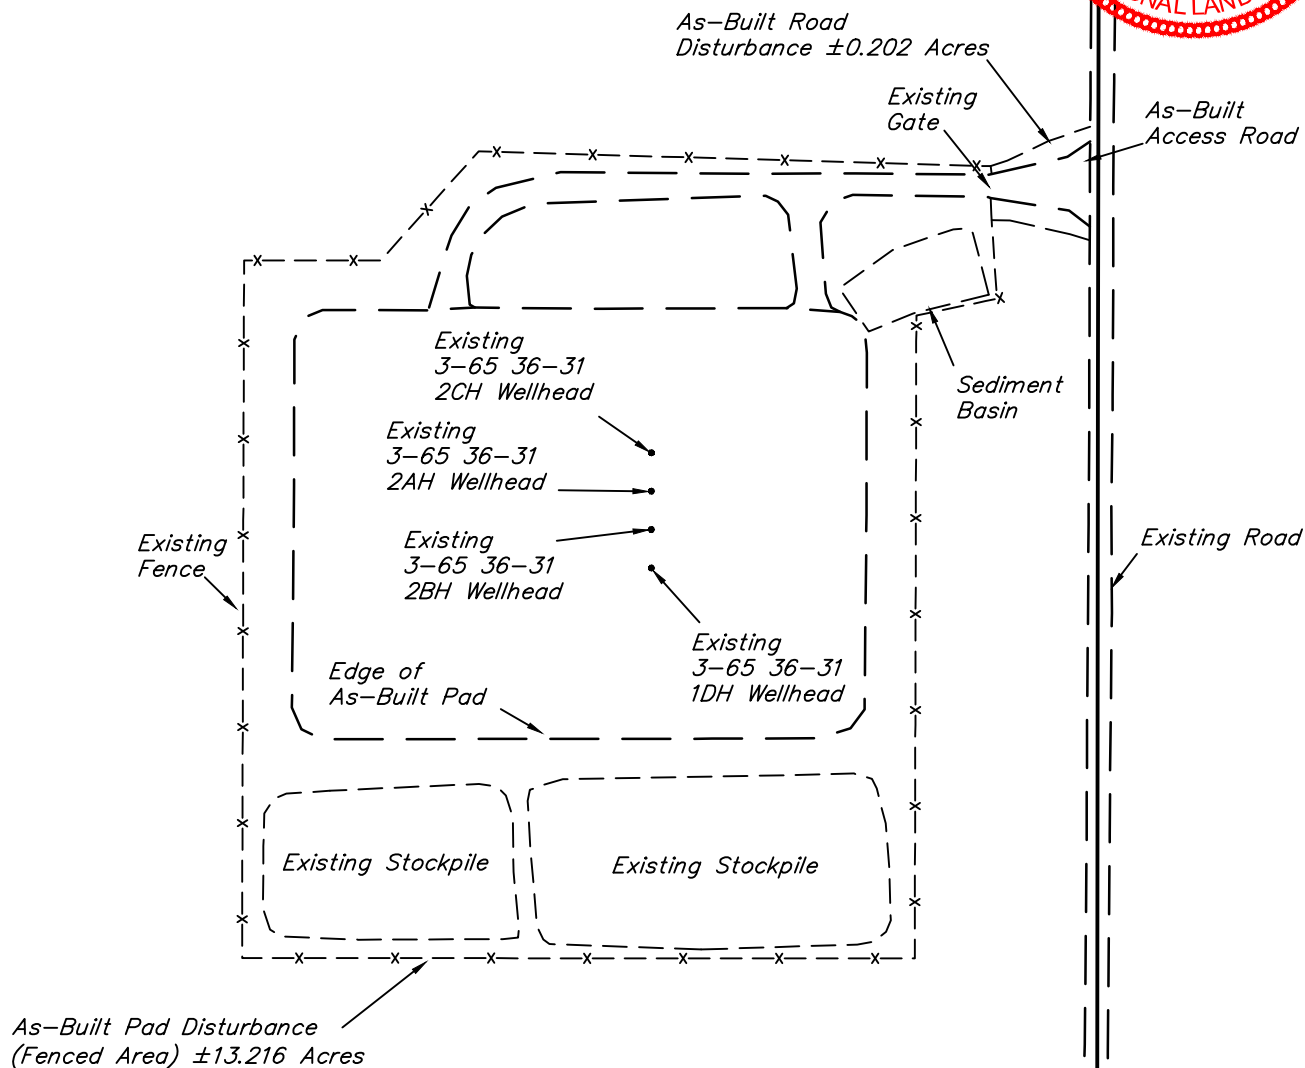 ONAL LAND
As-Built Road
Disturbance ±0.202 Acres
Existing
Gate
As-Built
Access Road
Existing
3-65 36-31
2CH Wellhead
Sediment
Basin
Existing
3-65 36-31
2AH Wellhead
Existing
3-65 36-31
2BH Wellhead
Existing
Fence
Existing Road
Existing
3-65 36-31
1DH Wellhead
Edge of
As-Built Pad
Existing Stockpile
Existing Stockpile
As-Built Pad Disturbance
(Fenced Area) ±13.216 Acres